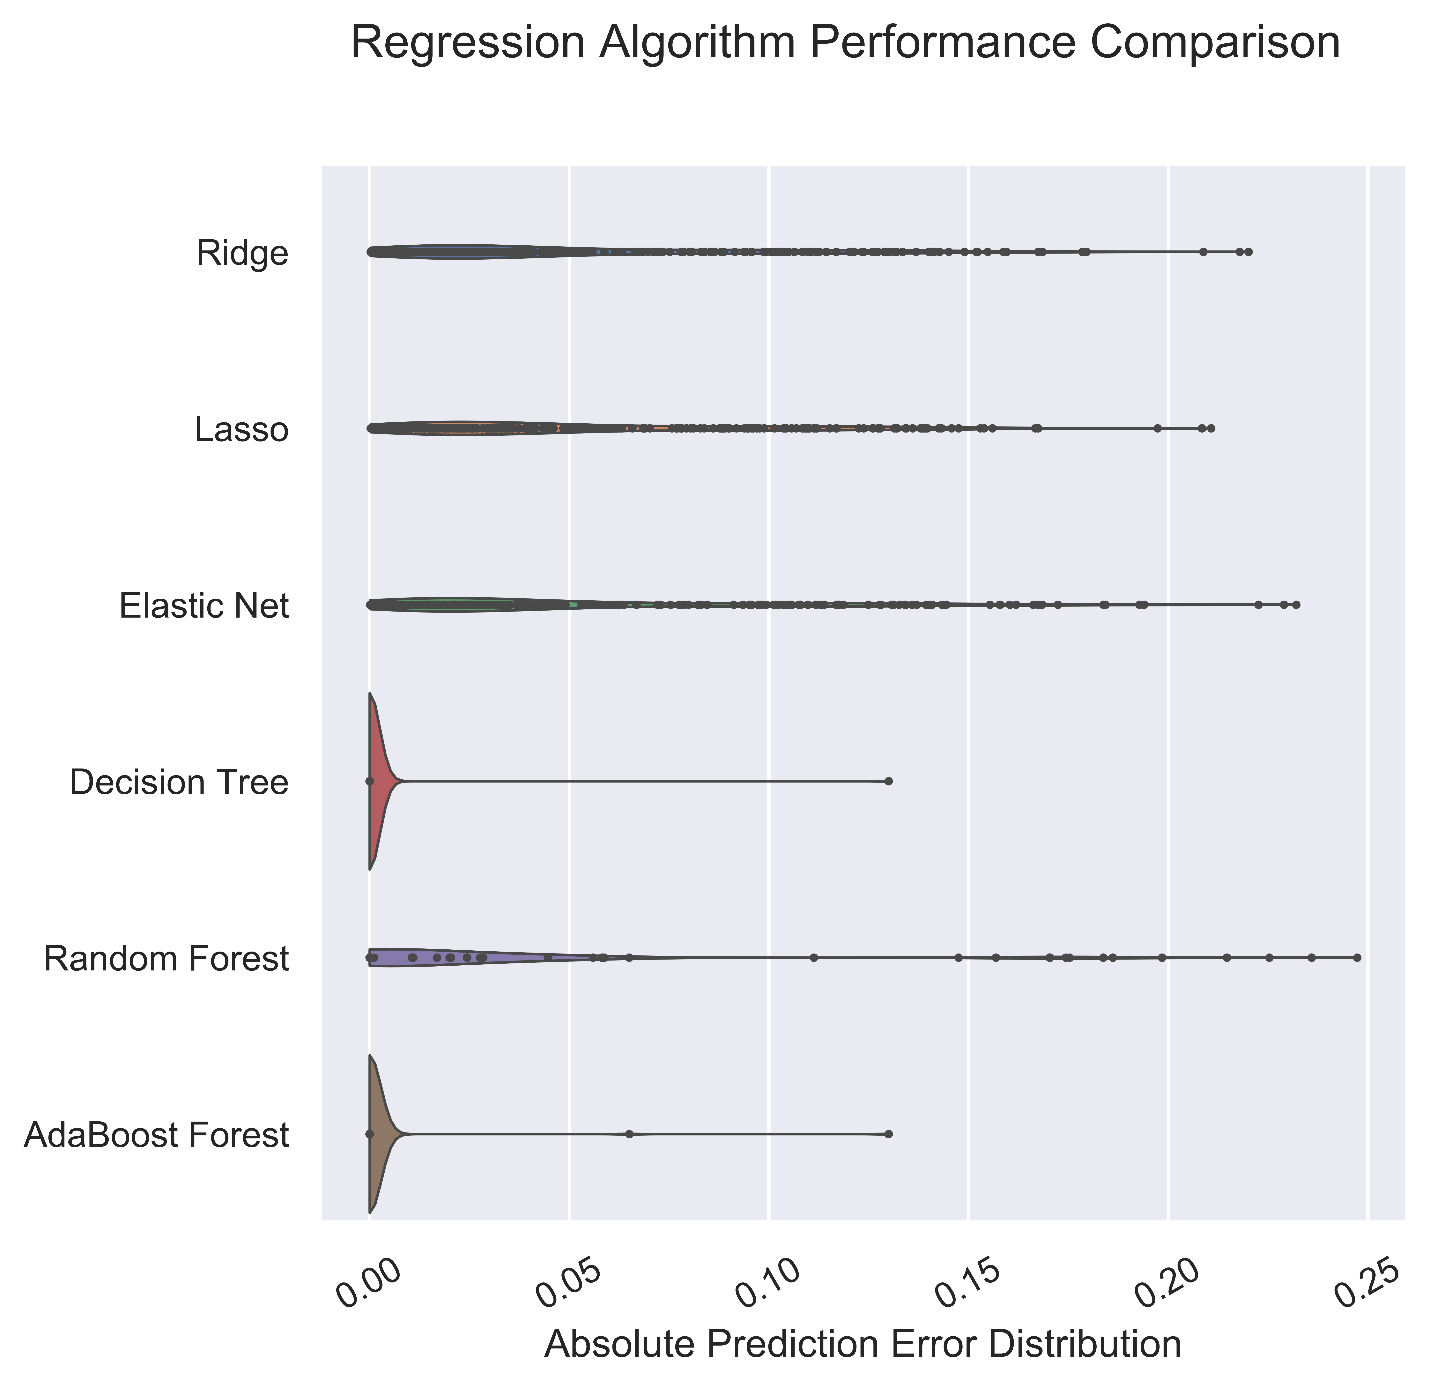 Regression Algorithm Performance Comparison
Ridge
Lasso
Elastic Net
Decision Tree
Random Forest
AdaBoost Forest
0.00 0.05 0.10 0.15 0.20 0.25
Absolute Prediction Error Distribution